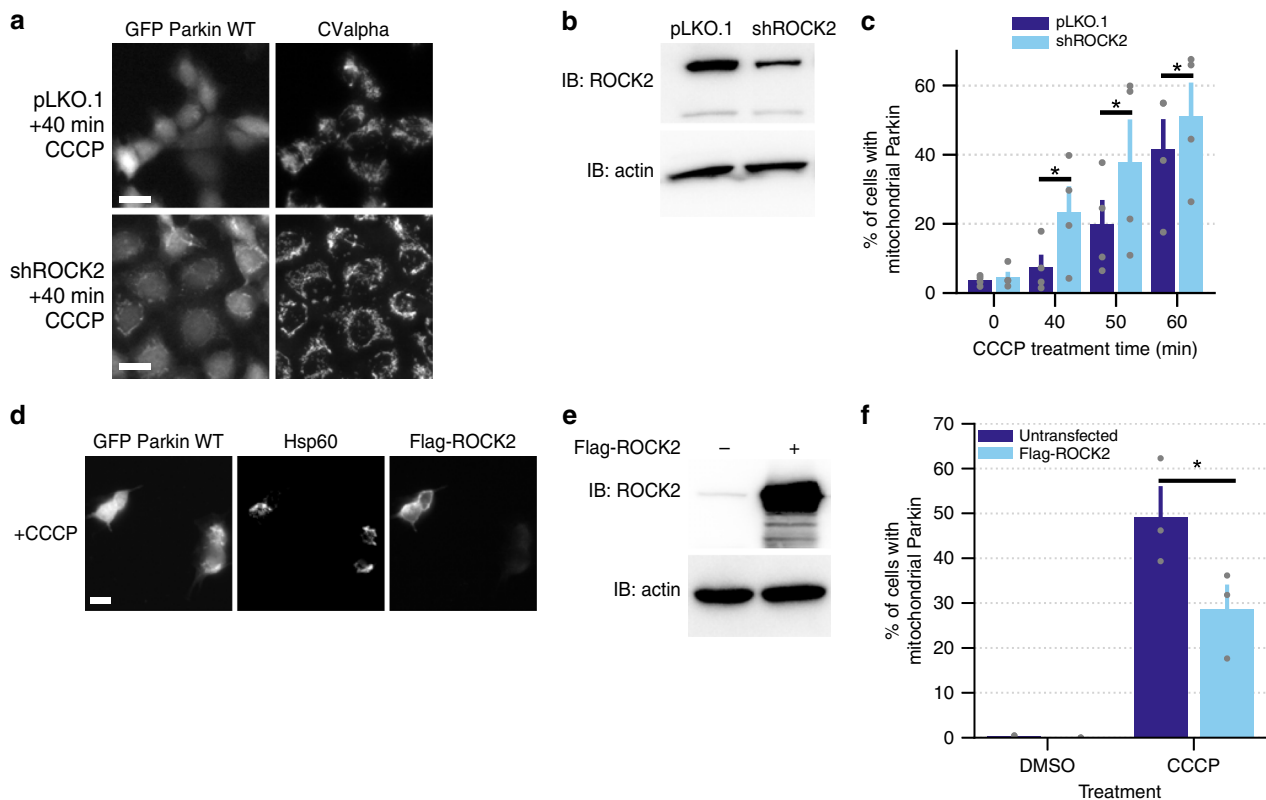 a
GFP Parkin WT
CValpha
pLKO.1
+40 min
CCCP
shROCK2
+40 min
CCCP
b
pLKO.1
shROCK2
IB: ROCK2
IB: actin
c
pLKO.1
shROCK2
% of cells with
mitochondrial Parkin
60
40
20
0
*
*
*
0
40
50
60
CCCP treatment time (min)
d
GFP Parkin WT
Hsp60
Flag-ROCK2
+CCCP
e
Flag-ROCK2
–
+
IB: ROCK2
IB: actin
f
Untransfected
Flag-ROCK2
% of cells with
mitochondrial Parkin
70
60
50
40
30
20
10
0
*
DMSO
CCCP
Treatment